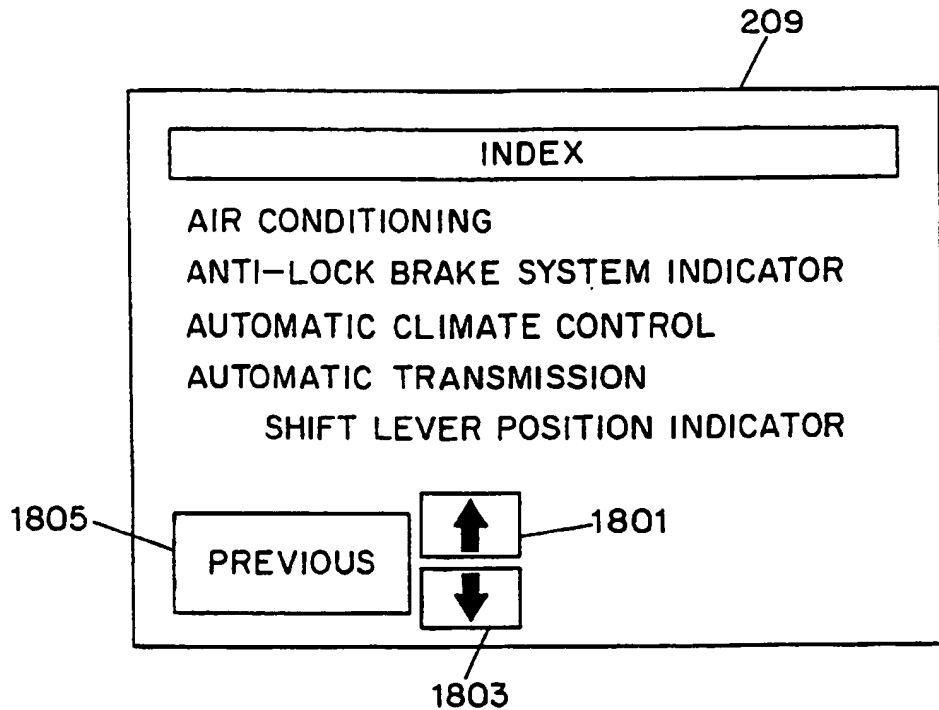 209
INDEX
AIR CONDITIONING
ANTI-LOCK BRAKE SYSTEM INDICATOR
AUTOMATIC CLIMATE CONTROL
AUTOMATIC TRANSMISSION
SHIFT LEVER POSITION INDICATOR
1805
PREVIOUS
1801
1803